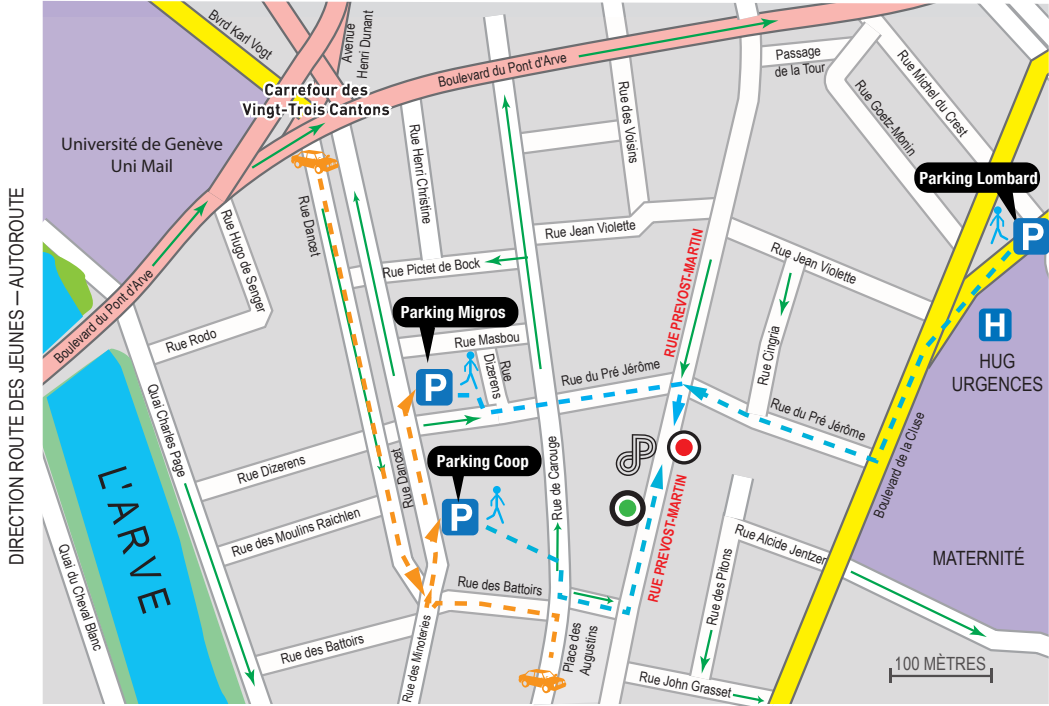 DIRECTION ROUTE DES JEUNES — AUTOROUTE
Bvrd Karl Vogt
Avenue
Henri Dunant
Carrefour des
Vingt-Trois Cantons
Boulevard du Pont d'Arve
Passage
de la Tour
Rue Michel du Crest
Rue Goetz-Monin
Université de Genève
Uni Mail
Rue Henri Christine
Rue des Voisins
Parking Lombard
P
Rue Hugo de Senger
Rue Dancet
Rue Jean Violette
Rue Jean Violette
Rue Pictet de Bock
Boulevard du Pont d'Arve
RUE PREVOST-MARTIN
Parking Migros
P
Rue Masbou
Rue
Dizerens
Rue Rodo
Rue Cingria
H
HUG
URGENCES
Rue du Pré Jérôme
Rue du Pré Jérôme
Quai Charles Page
Boulevard de la Cluse
Rue Dizerens
Rue Dancet
Parking Coop
P
Rue de Carouge
L'ARVE
Rue des Moulins Raichlen
RUE PREVOST-MARTIN
Rue Alcide Jentzer
MATERNITÉ
Rue des Pitons
Quai du Cheval Blanc
Rue des Battoirs
Rue des Battoirs
Rue des Minoteries
Place des
Augustins
Rue John Grasset
100 MÈTRES